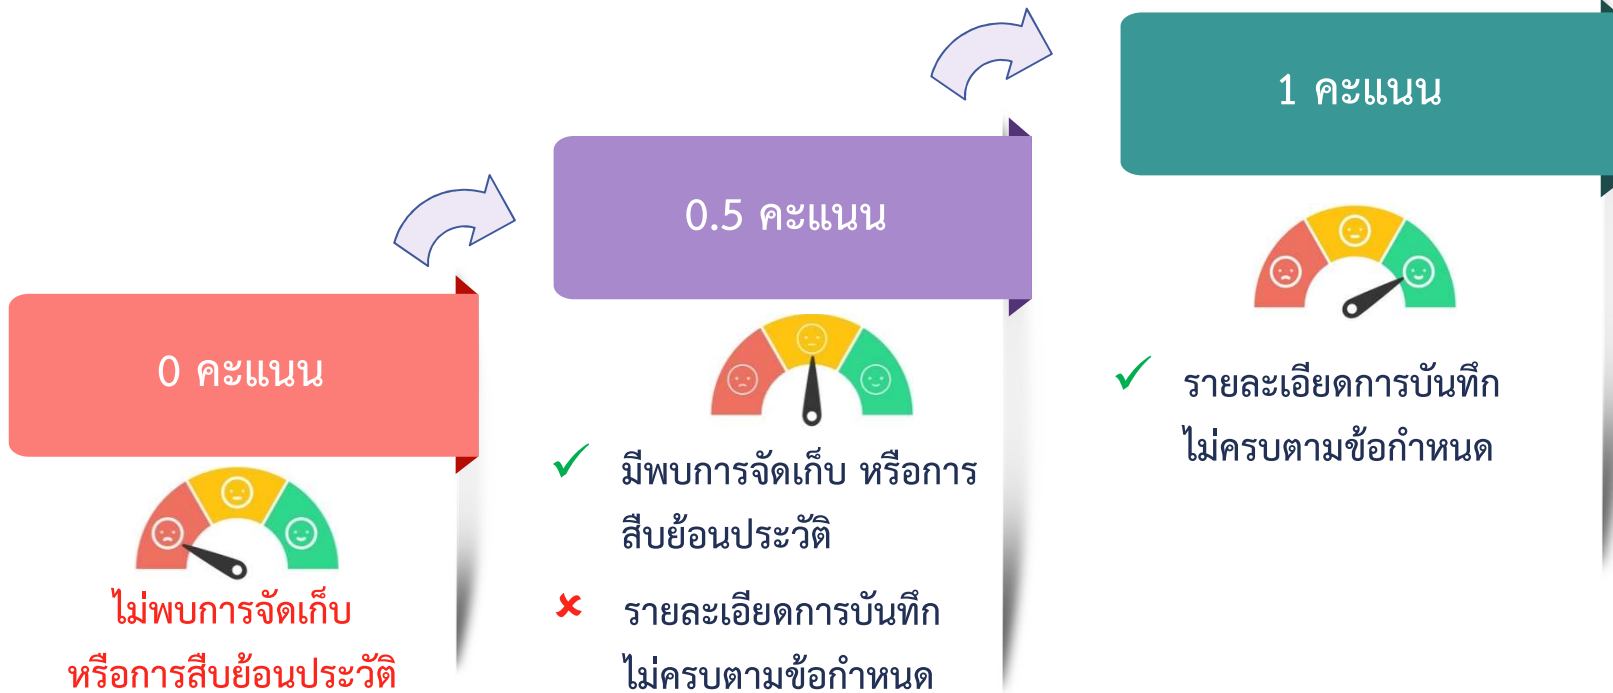 0 คะแนน
ไม่พบการจัดเก็บ
หรือการสืบย้อนประวัติ
0.5 คะแนน
มีพบการจัดเก็บ หรือการ
สืบย้อนประวัติ
รายละเอียดการบันทึก
ไม่ครบตามข้อกำหนด
1 คะแนน
รายละเอียดการบันทึก
ไม่ครบตามข้อกำหนด